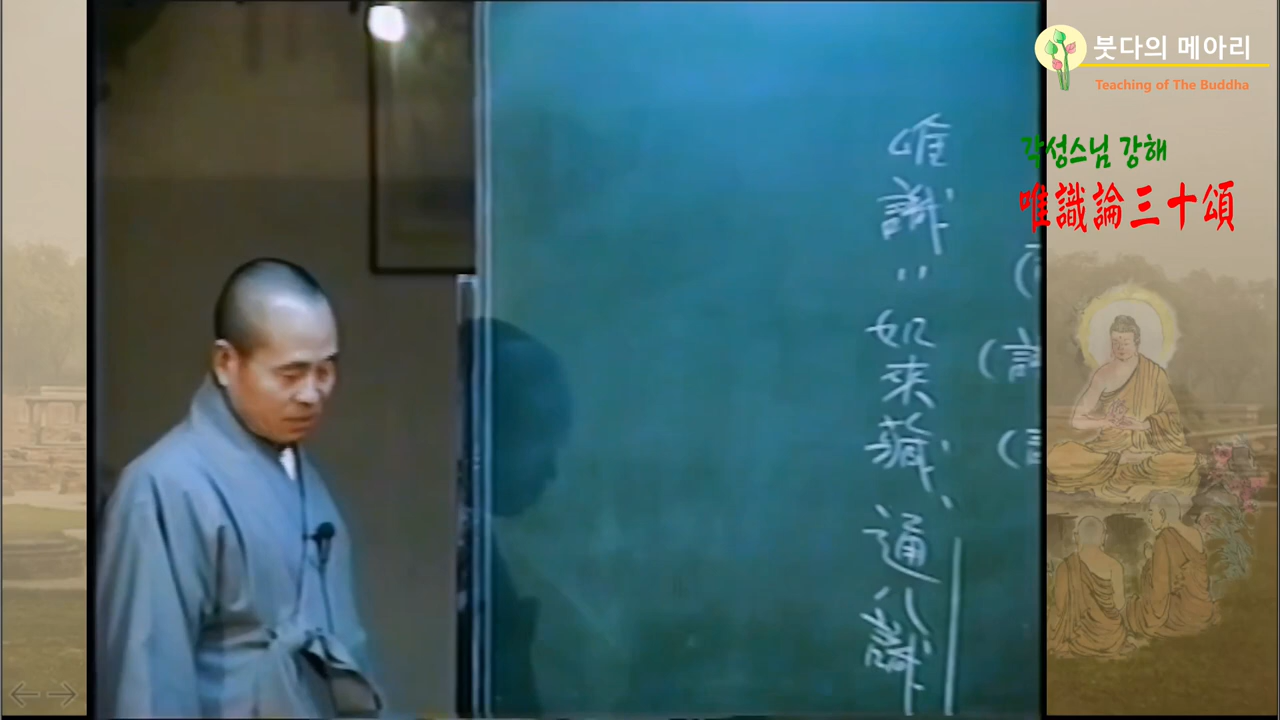 붓다의 메아리
Teaching of The Buddha
각성스님 강해
唯識論三十頌
唯識〃如來藏、通八識